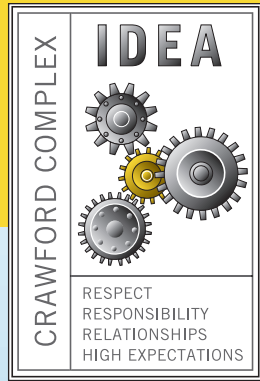 CRAWFORD COMPLEX
IDEA
RESPECT
RESPONSIBILITY
RELATIONSHIPS
HIGH EXPECTATIONS